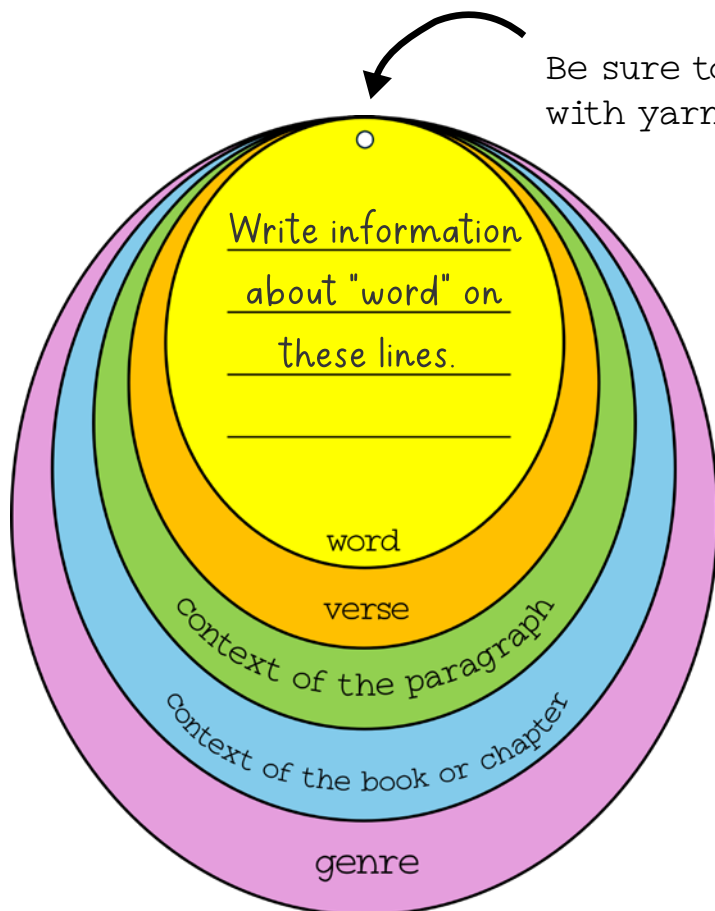 Be sure to
with yarn
Write information
about "word" on
these lines.
word
verse
context of the paragraph
context of the book or chapter
genre